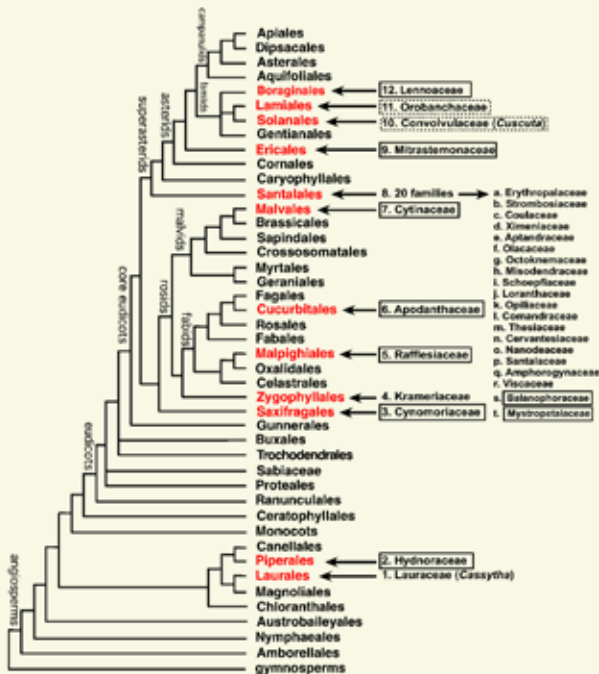 Apiales
Dipsacales
Asterales
Aquifoliales
Boraginales
12. Lennoaceae
Lamiales
11. Orobanchaceae
Solanales
10. Convolvulaceae (Cuscuta)
Gentianales
Ericales
9. Mitrastemonaceae
Cornales
Caryophyllales
Santalales
8. 20 families
Malvales
7. Cytinaceae
Brassicales
Sapindales
Crossosomatales
Myrtales
Geraniales
Fagales
Cucurbitales
6. Apodanthaceae
Rosales
Fabales
Malpighiales
5. Rafflesiaceae
Oxalidales
Celastrales
Zygophyllales
4. Krameriaceae
Saxifragales
3. Cynomoriaceae
Gunnerales
Buxales
Trochodendrales
Sabiaceae
Proteales
Ranunculales
Ceratophyllales
Monocots
Canellales
Piperales
2. Hydnoraceae
Laurales
1. Lauraceae (Cassytha)
Magnoliales
Chloranthales
Austrobaileyales
Nymphaeales
Amborellales
gymnosperms
a. Erythropalaceae
b. Strombosiaceae
c. Coulaceae
d. Ximeniaceae
e. Aptandraceae
f. Olacaceae
g. Octoknemaceae
h. Misodendraceae
i. Schoepfiaceae
j. Loranthaceae
k. Opiliaceae
l. Comandraceae
m. Thesiaceae
n. Cervantesiaceae
o. Nanodeaceae
p. Santalaceae
q. Amphorogynaceae
r. Viscaceae
s. Balanophoraceae
t. Mystropetalaceae
campanulids
lamiids
asterids
superasterids
malvids
rosids
fabids
core eudicots
eudicots
angiosperms